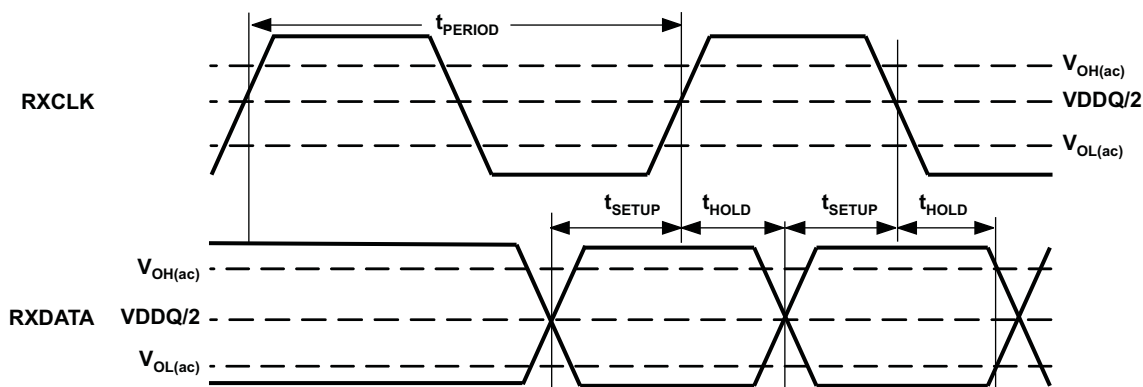 tPERIOD
VOH(ac)
RXCLK
VDDQ/2
VOL(ac)
tSETUP
tHOLD
tSETUP
tHOLD
VOH(ac)
RXDATA
VDDQ/2
VOL(ac)